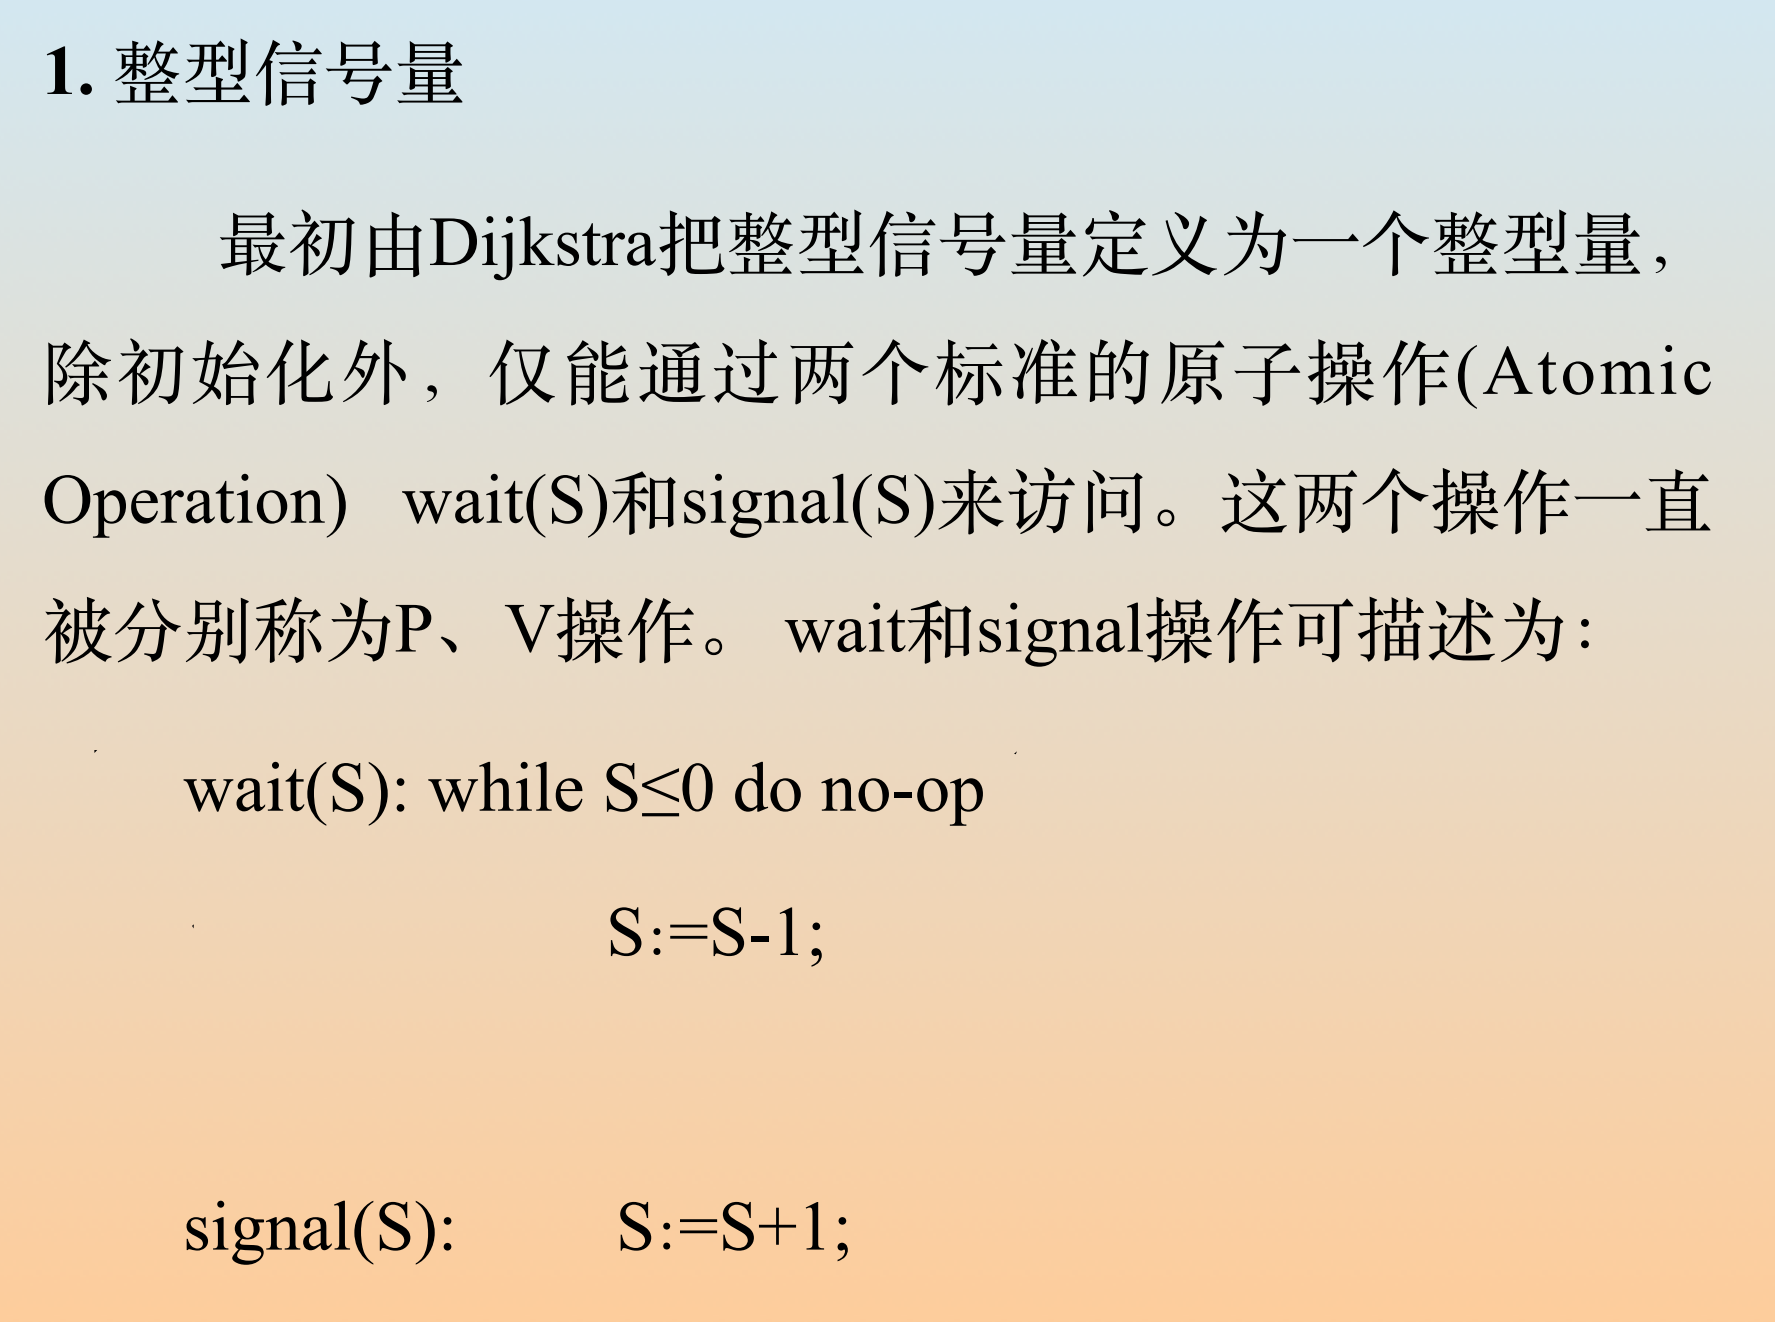 1. 整型信号量
最初由Dijkstra把整型信号量定义为一个整型量，
除初始化外，仅能通过两个标准的原子操作(Atomic
Operation) wait(S)和signal(S)来访问。这两个操作一直
被分别称为P、V操作。 wait和signal操作可描述为：
wait(S): while S≤0 do no-op
S:=S-1;
signal(S): S:=S+1;